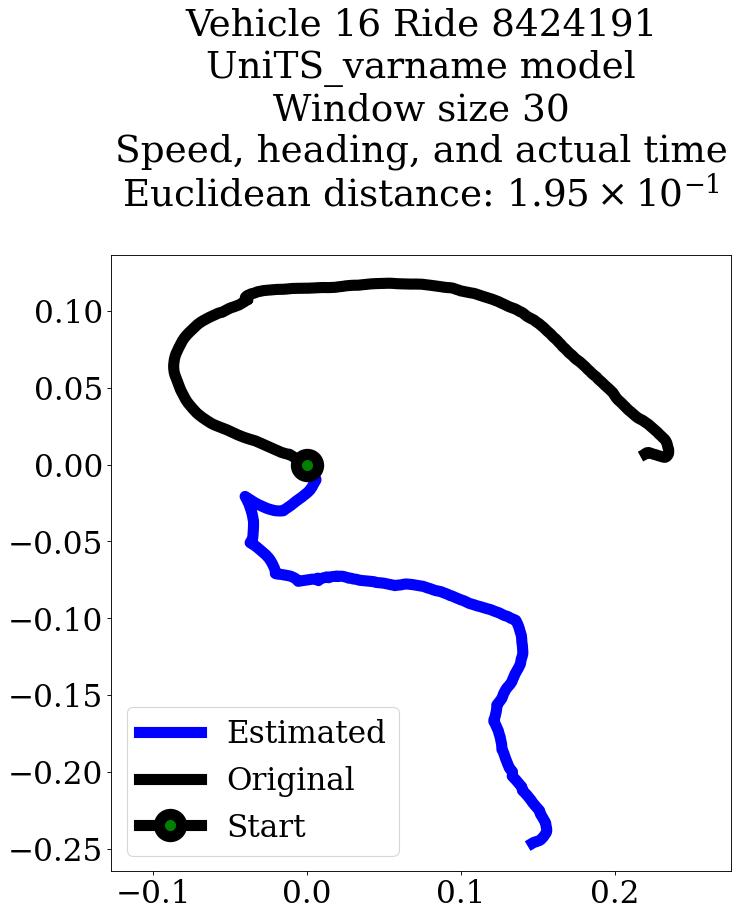 Vehicle 16 Ride 8424191
UniTS_varname model
Window size 30
Speed, heading, and actual time
Euclidean distance: 1.95 × 10⁻¹
0.10
0.05
0.00
−0.05
−0.10
−0.15
−0.20
−0.25
Estimated
Original
Start
−0.1
0.0
0.1
0.2